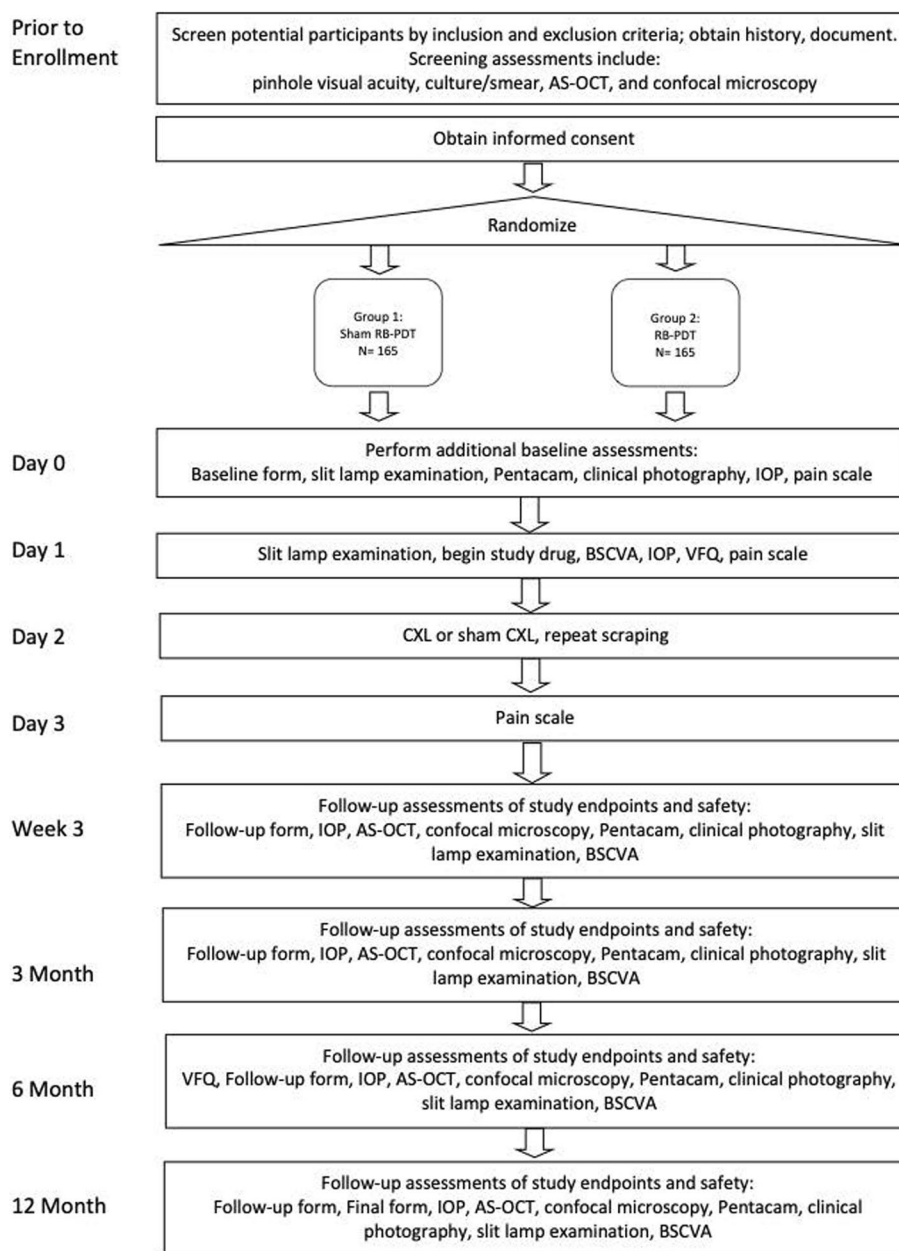 Prior to
Enrollment
Screen potential participants by inclusion and exclusion criteria; obtain history, document.
Screening assessments include:
pinhole visual acuity, culture/smear, AS-OCT, and confocal microscopy
Obtain informed consent
Randomize
Group 1:
Sham RB-PDT
N= 165
Group 2:
RB-PDT
N= 165
Day 0
Perform additional baseline assessments:
Baseline form, slit lamp examination, Pentacam, clinical photography, IOP, pain scale
Day 1
Slit lamp examination, begin study drug, BSCVA, IOP, VFQ, pain scale
Day 2
CXL or sham CXL, repeat scraping
Day 3
Pain scale
Week 3
Follow-up assessments of study endpoints and safety:
Follow-up form, IOP, AS-OCT, confocal microscopy, Pentacam, clinical photography, slit
lamp examination, BSCVA
3 Month
Follow-up assessments of study endpoints and safety:
Follow-up form, IOP, AS-OCT, confocal microscopy, Pentacam, clinical photography, slit
lamp examination, BSCVA
6 Month
Follow-up assessments of study endpoints and safety:
VFQ, Follow-up form, IOP, AS-OCT, confocal microscopy, Pentacam, clinical photography,
slit lamp examination, BSCVA
12 Month
Follow-up assessments of study endpoints and safety:
Follow-up form, Final form, IOP, AS-OCT, confocal microscopy, Pentacam, clinical
photography, slit lamp examination, BSCVA